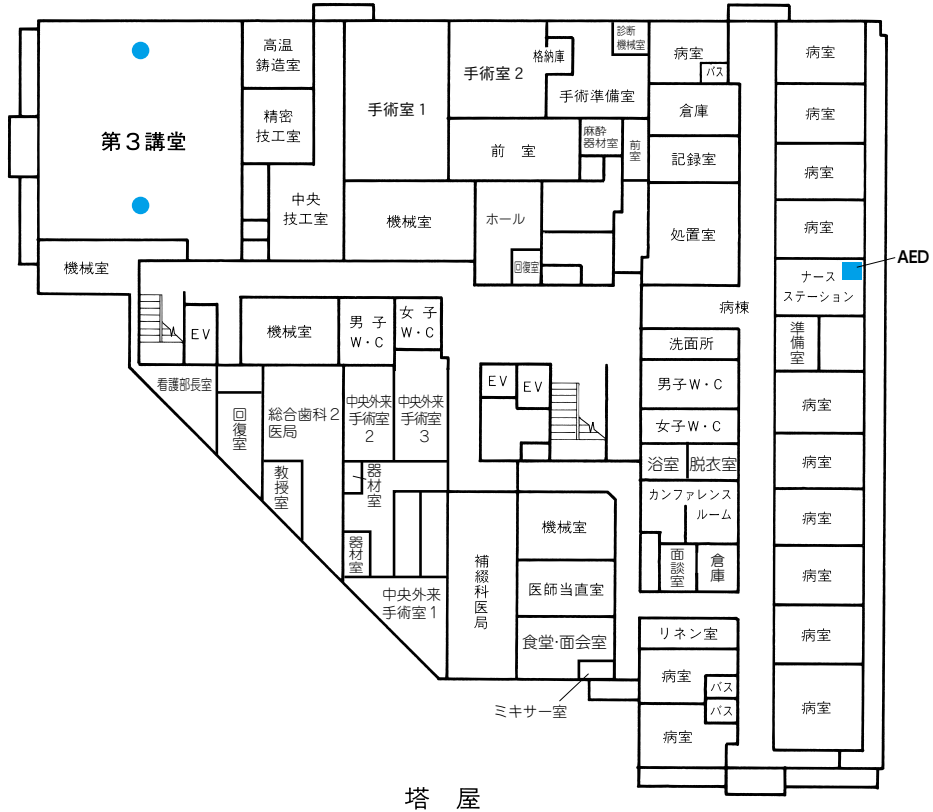 第３講堂
高温
鋳造室
精密
技工室
中央
技工室
手術室１
手術室２
格納庫
診断
機械室
手術準備室
前　室
麻酔
器材室
前室
機械室
ホール
回復室
病室
バス
倉庫
記録室
処置室
病棟
病室
病室
病室
病室
ナース
ステーション
AED
準備室
機械室
EV
機械室
男 子
W・C
女 子
W・C
看護部長室
回復室
総合歯科２
医局
教授室
中央外来
手術室
２
中央外来
手術室
３
器材室
器材室
中央外来
手術室１
EV
EV
補綴科医局
機械室
医師当直室
食堂・面会室
ミキサー室
洗面所
男子W・C
女子W・C
浴室
脱衣室
カンファレンス
ルーム
面談室
倉庫
リネン室
病室
バス
バス
病室
病室
病室
病室
病室
病室
病室
塔　屋